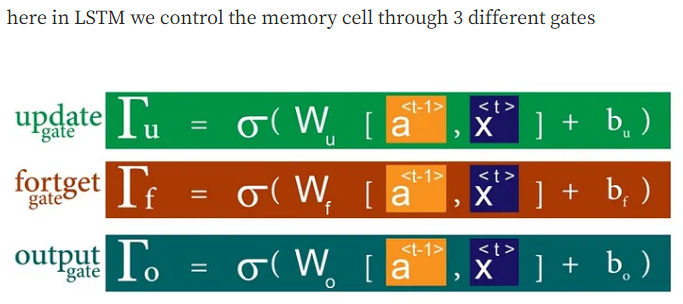 here in LSTM we control the memory cell through 3 different gates
update gate Γu = σ( Wu [ a<t-1> , x<t> ] + bu )
fortget gate Γf = σ( Wf [ a<t-1> , x<t> ] + bf )
output gate Γo = σ( Wo [ a<t-1> , x<t> ] + bo )